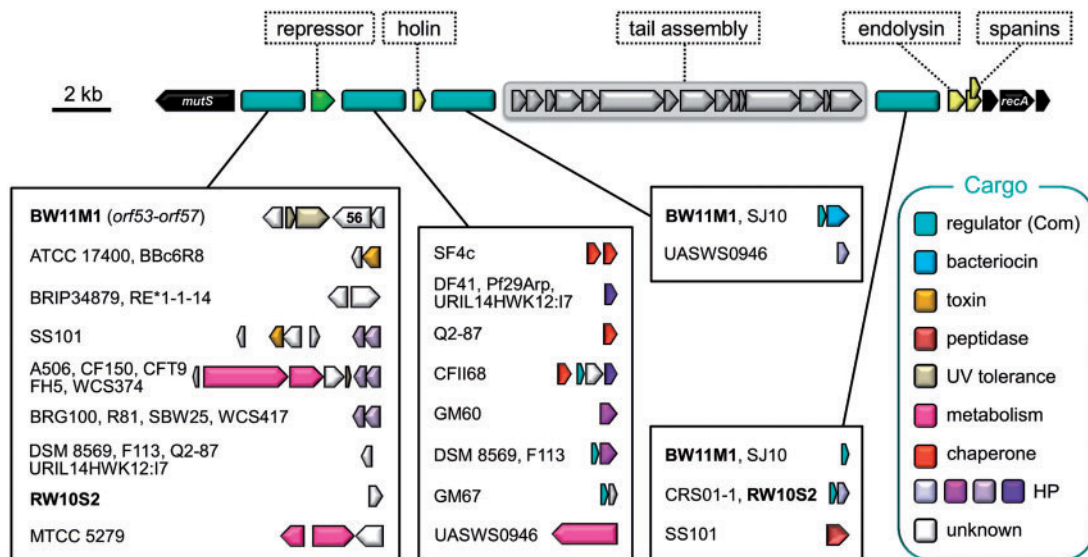 repressor
holin
tail assembly
endolysin
spanins
2 kb
mutS
recA
BW11M1 (orf53-orf57)
56
ATCC 17400, BBc6R8
BRIP34879, RE*1-1-14
SS101
A506, CF150, CFT9
FH5, WCS374
BRG100, R81, SBW25, WCS417
DSM 8569, F113, Q2-87
URIL14HWK12:I7
RW10S2
MTCC 5279
SF4c
DF41, Pf29Arp,
URIL14HWK12:I7
Q2-87
CFII68
GM60
DSM 8569, F113
GM67
UASWS0946
BW11M1, SJ10
UASWS0946
BW11M1, SJ10
CRS01-1, RW10S2
SS101
Cargo
regulator (Com)
bacteriocin
toxin
peptidase
UV tolerance
metabolism
chaperone
HP
unknown